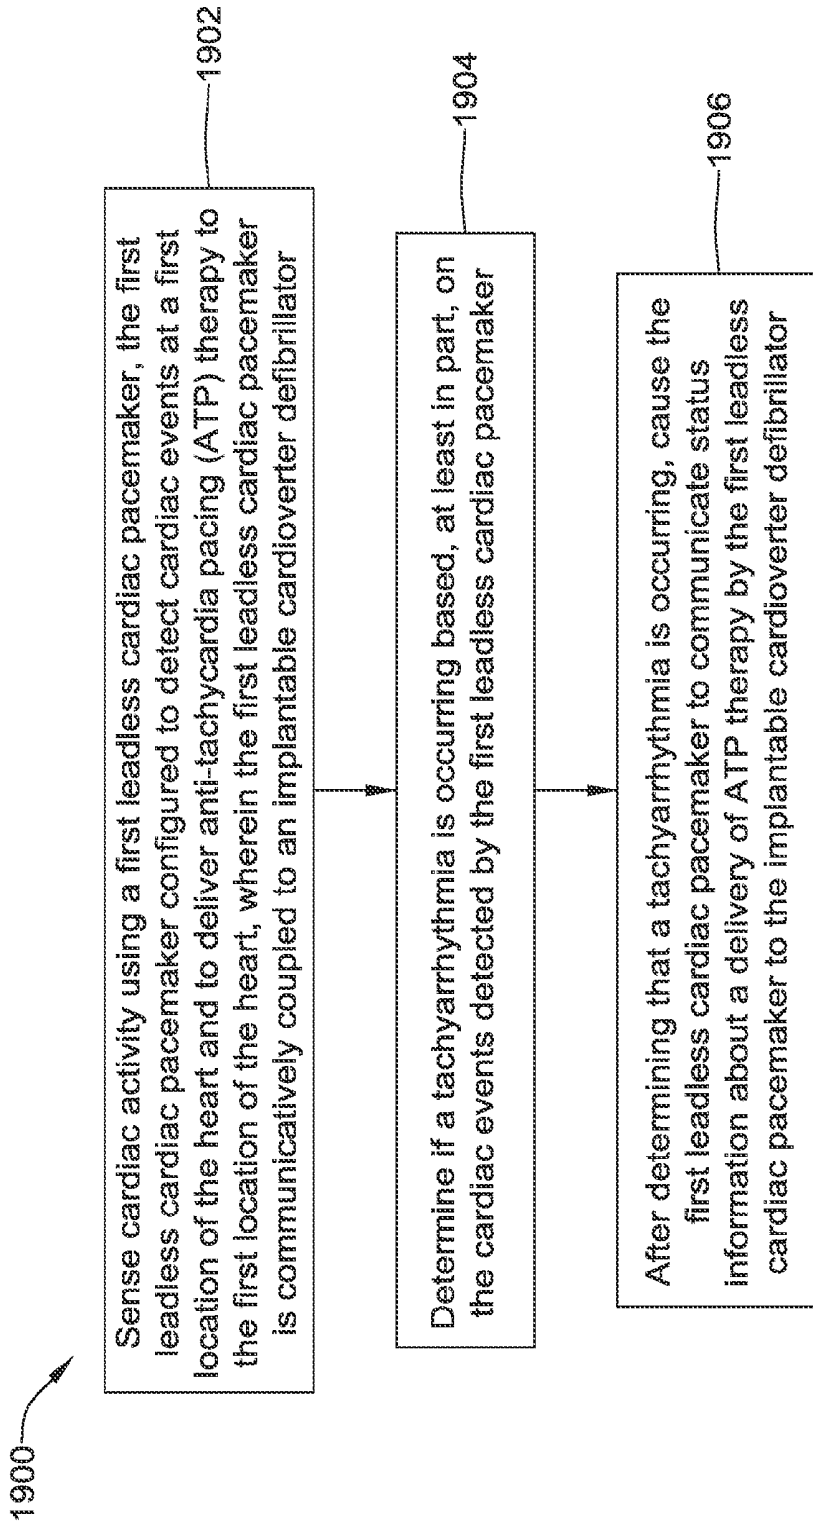 1900
Sense cardiac activity using a first leadless cardiac pacemaker, the first
leadless cardiac pacemaker configured to detect cardiac events at a first
location of the heart and to deliver anti-tachycardia pacing (ATP) therapy to
the first location of the heart, wherein the first leadless cardiac pacemaker
is communicatively coupled to an implantable cardioverter defibrillator
1902
Determine if a tachyarrhythmia is occurring based, at least in part, on
the cardiac events detected by the first leadless cardiac pacemaker
1904
After determining that a tachyarrhythmia is occurring, cause the
first leadless cardiac pacemaker to communicate status
information about a delivery of ATP therapy by the first leadless
cardiac pacemaker to the implantable cardioverter defibrillator
1906